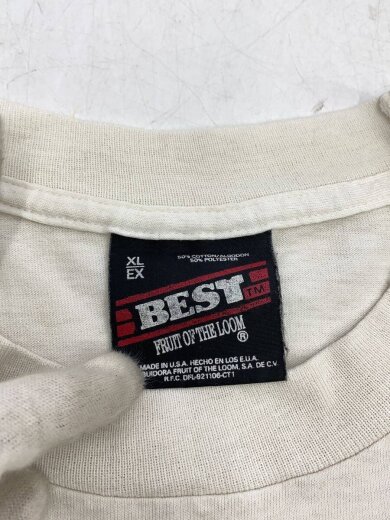 XL
EX
50% COTTON/ALGODON
50% POLYESTER
BEST TM
FRUIT OF THE LOOM ®
MADE IN U.S.A. HECHO EN LOS E.U.A.
BUIDORA FRUIT OF THE LOOM, S.A. DE C.V.
R.F.C. DFL-921106-CT1